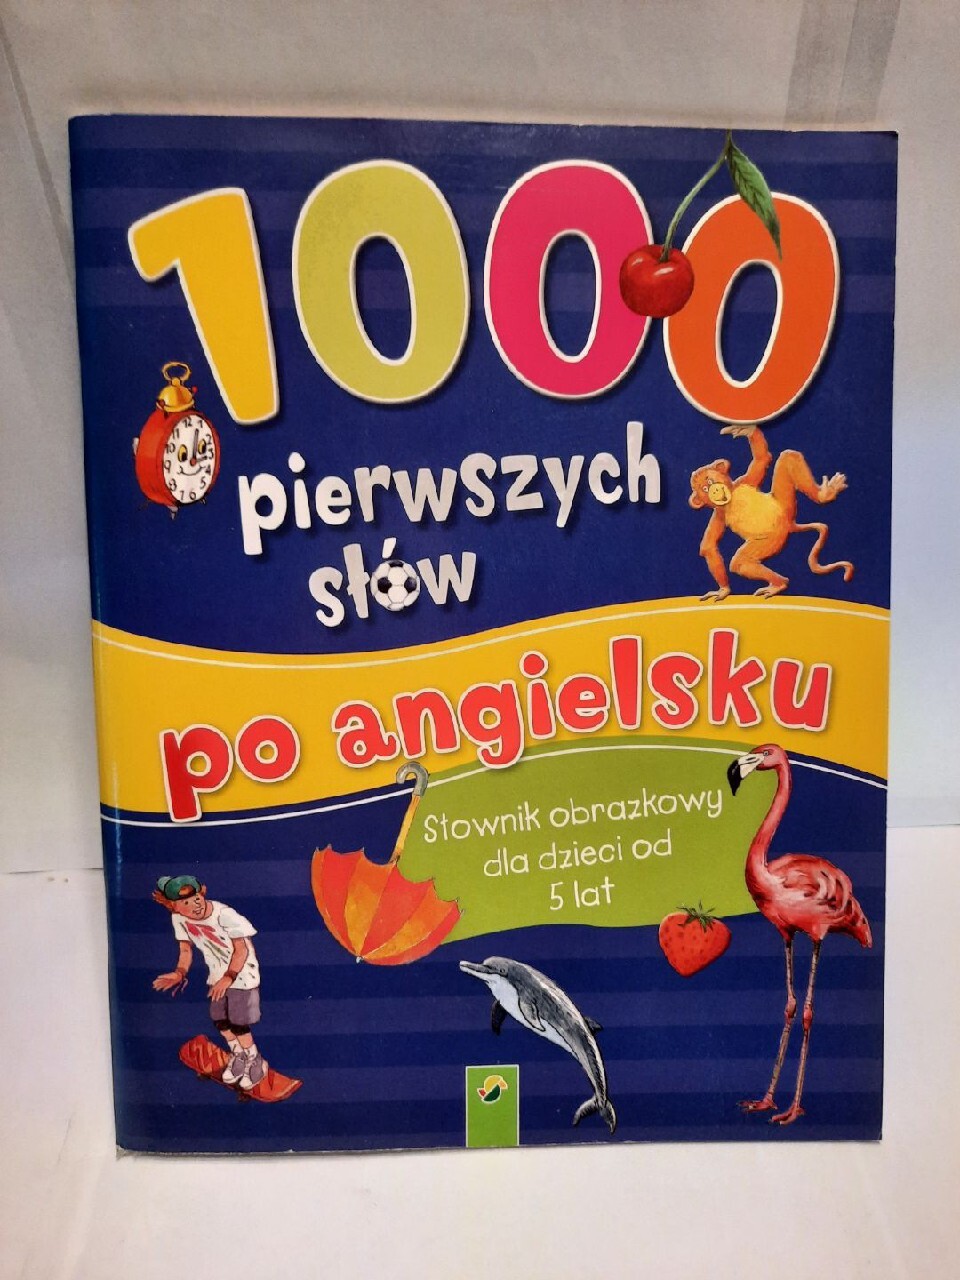 1000
pierwszych
słów
po angielsku
Słownik obrazkowy
dla dzieci od
5 lat